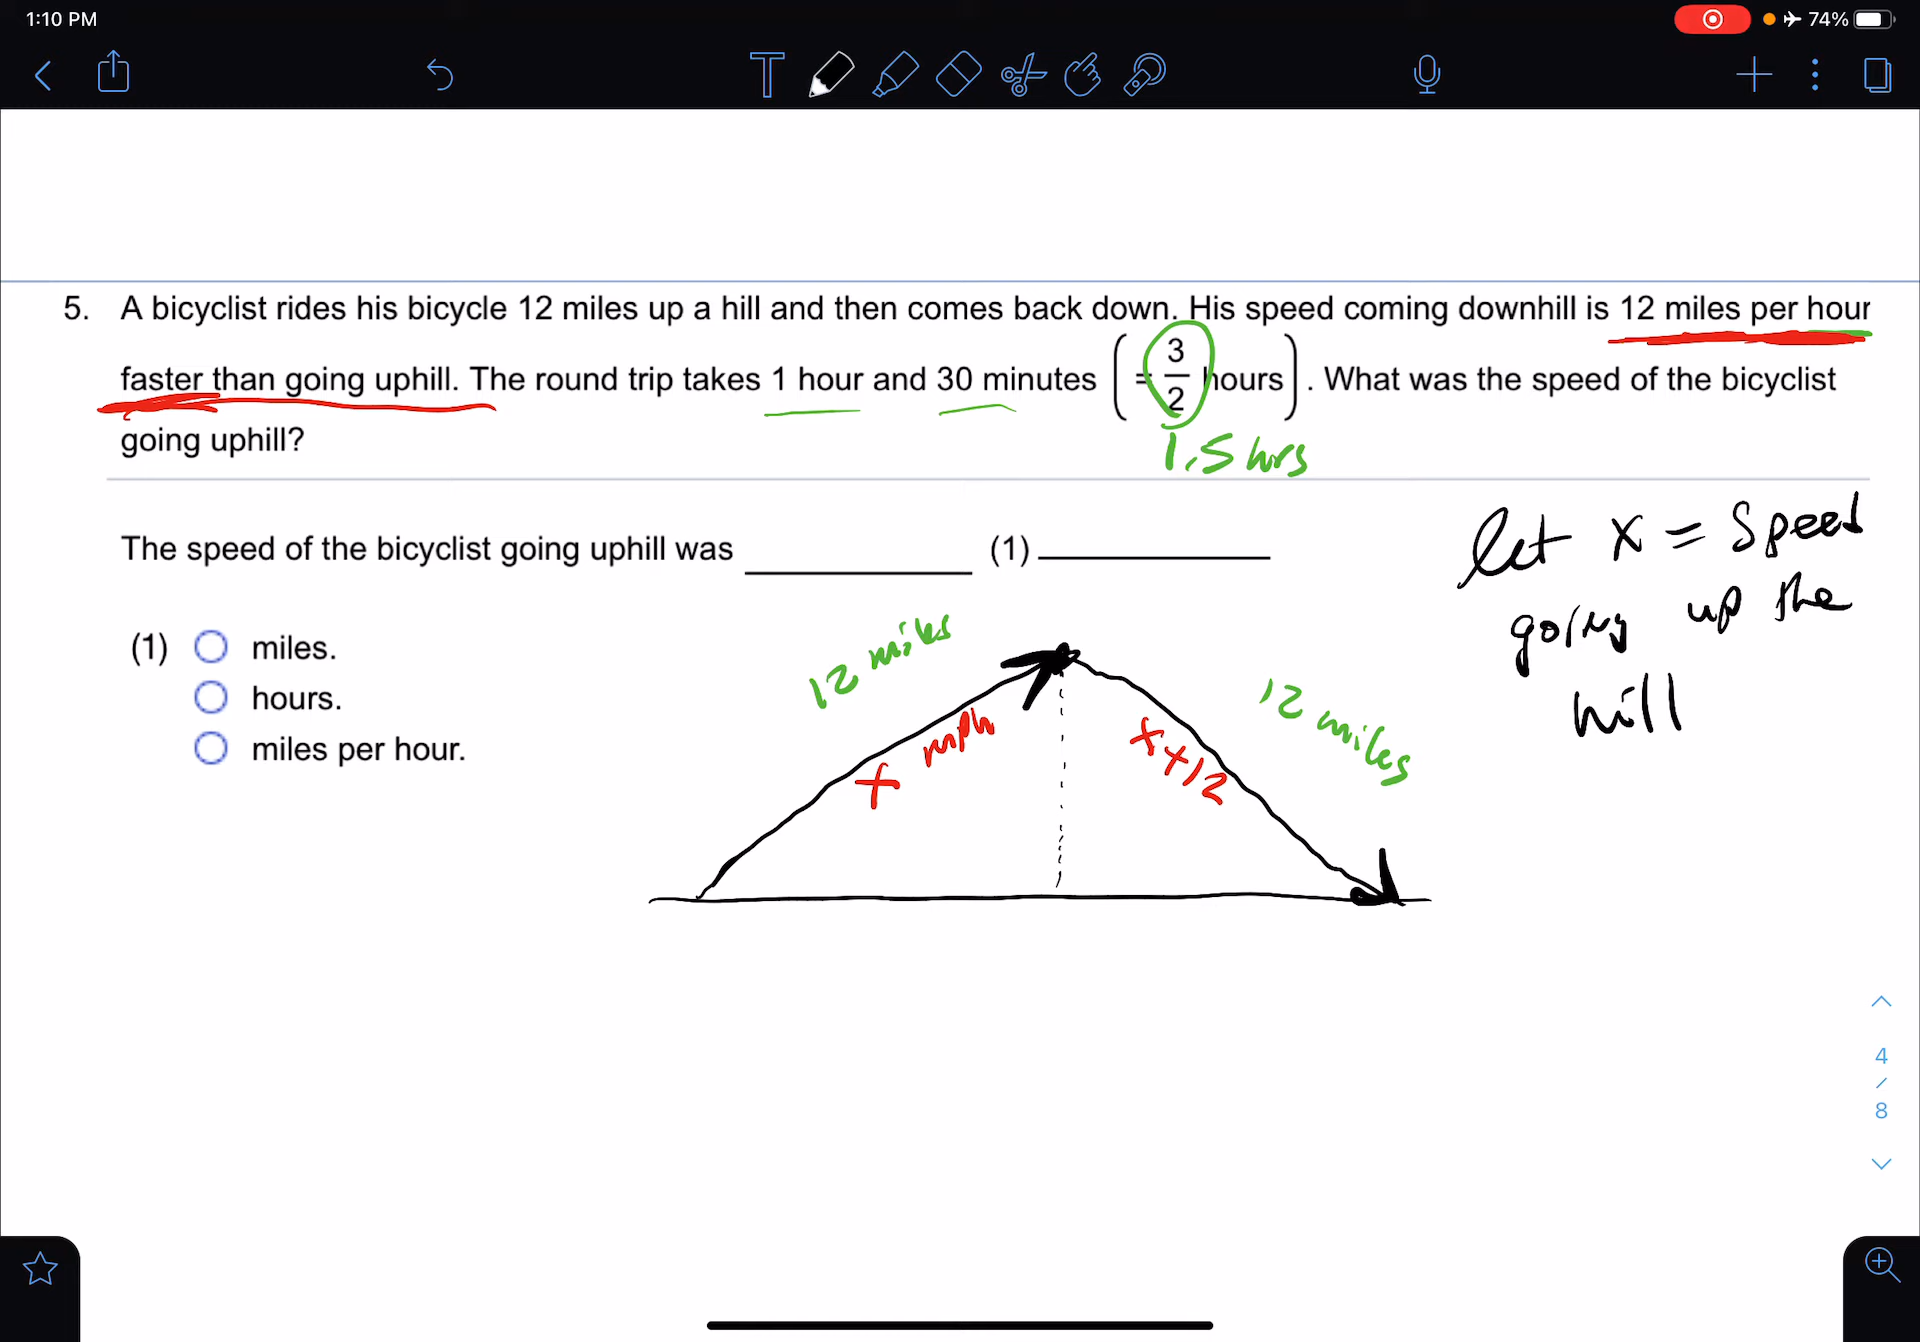 1:10 PM
74%
5. A bicyclist rides his bicycle 12 miles up a hill and then comes back down. His speed coming downhill is 12 miles per hour
faster than going uphill. The round trip takes 1 hour and 30 minutes (= 3/2 hours). What was the speed of the bicyclist
going uphill?
1.5 hrs
The speed of the bicyclist going uphill was ________ (1) ________
let x = Speed
going up the
hill
(1) miles.
hours.
miles per hour.
12 miles
x mph
x+12
12 miles
4
/
8